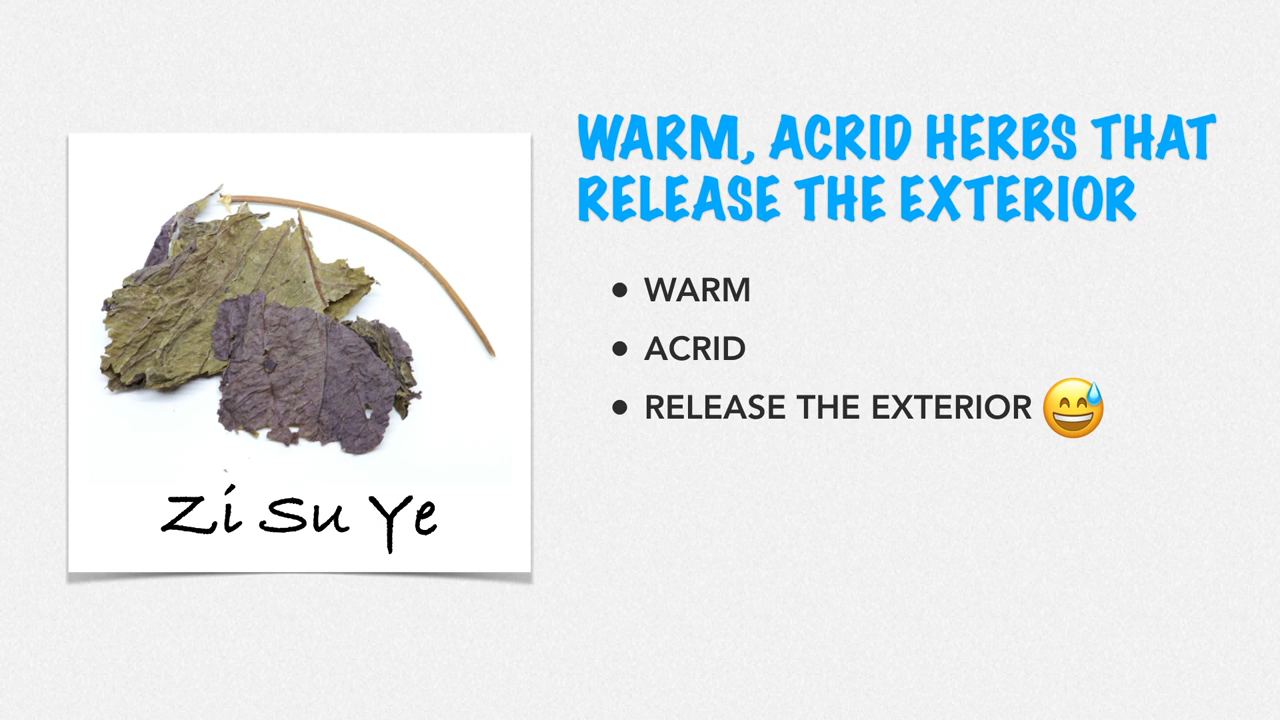 WARM, ACRID HERBS THAT
RELEASE THE EXTERIOR
• WARM
• ACRID
• RELEASE THE EXTERIOR 😅
Zi Su Ye